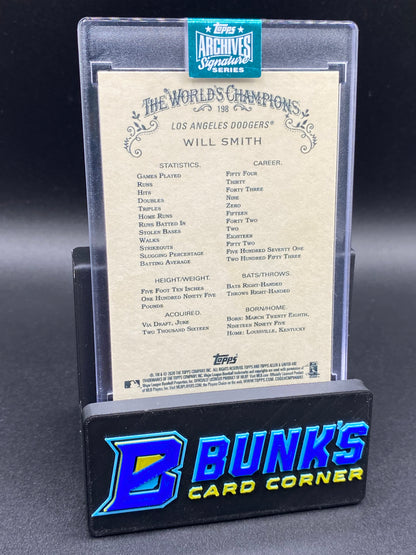 Topps
ARCHIVES
Signature
SERIES
THE WORLD'S CHAMPIONS
198
LOS ANGELES DODGERS®
WILL SMITH
STATISTICS. CAREER.
GAMES PLAYED FIFTY FOUR
RUNS THIRTY
HITS FORTY THREE
DOUBLES NINE
TRIPLES ZERO
HOME RUNS FIFTEEN
RUNS BATTED IN FORTY TWO
STOLEN BASES TWO
WALKS EIGHTEEN
STRIKEOUTS FIFTY TWO
SLUGGING PERCENTAGE FIVE HUNDRED SEVENTY ONE
BATTING AVERAGE TWO HUNDRED FIFTY THREE
HEIGHT/WEIGHT. BATS/THROWS.
FIVE FOOT TEN INCHES BATS RIGHT-HANDED
ONE HUNDRED NINETY FIVE THROWS RIGHT-HANDED
POUNDS
ACQUIRED. BORN/HOME.
VIA DRAFT, JUNE BORN: MARCH TWENTY EIGHTH,
TWO THOUSAND SIXTEEN NINETEEN NINETY FIVE
HOME: LOUISVILLE, KENTUCKY
Topps
B BUNK'S
CARD CORNER